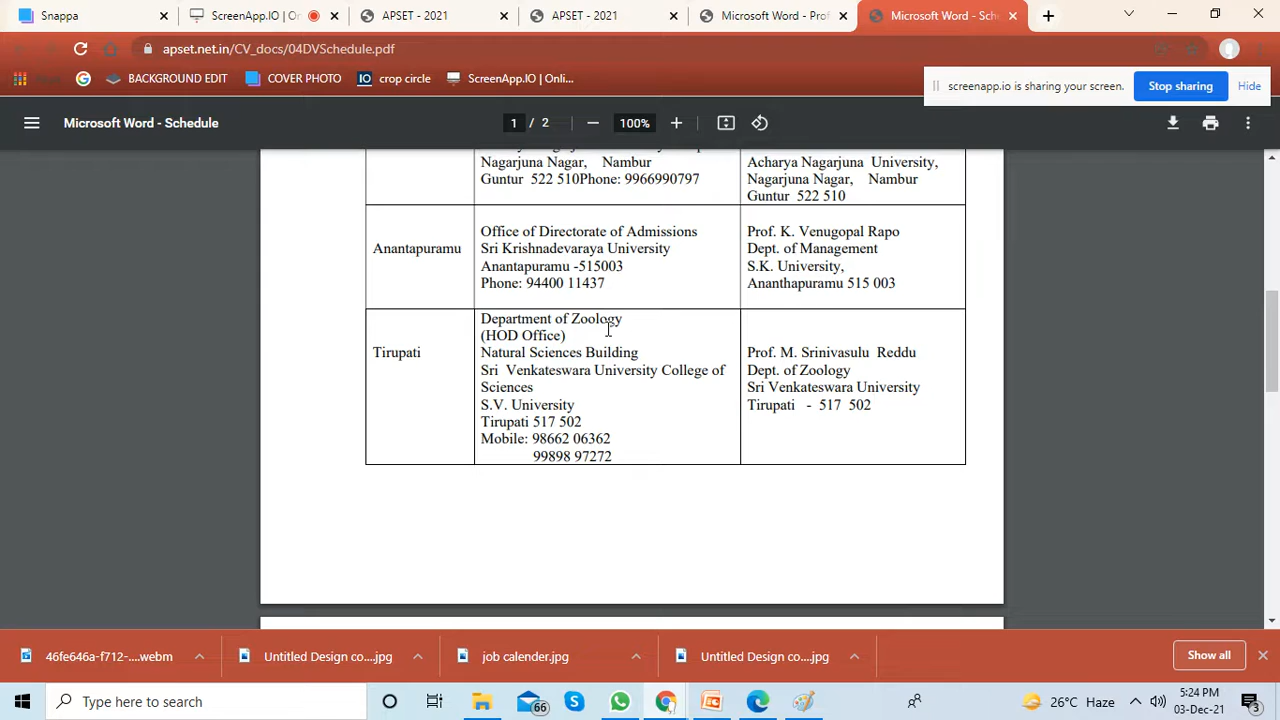 Snappa
ScreenApp.IO | On
APSET - 2021
APSET - 2021
Microsoft Word - Prof
Microsoft Word - Sche
apset.net.in/CV_docs/04DVSchedule.pdf
BACKGROUND EDIT
COVER PHOTO
IO crop circle
ScreenApp.IO | Onli...
screenapp.io is sharing your screen.
Stop sharing
Hide
Microsoft Word - Schedule
1 / 2
100%
Nagarjuna Nagar, Nambur
Guntur 522 510Phone: 9966990797
Acharya Nagarjuna University,
Nagarjuna Nagar, Nambur
Guntur 522 510
Anantapuramu
Office of Directorate of Admissions
Sri Krishnadevaraya University
Anantapuramu -515003
Phone: 94400 11437
Prof. K. Venugopal Rapo
Dept. of Management
S.K. University,
Ananthapuramu 515 003
Tirupati
Department of Zoology
(HOD Office)
Natural Sciences Building
Sri Venkateswara University College of
Sciences
S.V. University
Tirupati 517 502
Mobile: 98662 06362
99898 97272
Prof. M. Srinivasulu Reddu
Dept. of Zoology
Sri Venkateswara University
Tirupati - 517 502
46fe646a-f712-....webm
Untitled Design co....jpg
job calender.jpg
Untitled Design co....jpg
Show all
Type here to search
66
26°C Haze
5:24 PM
03-Dec-21
3